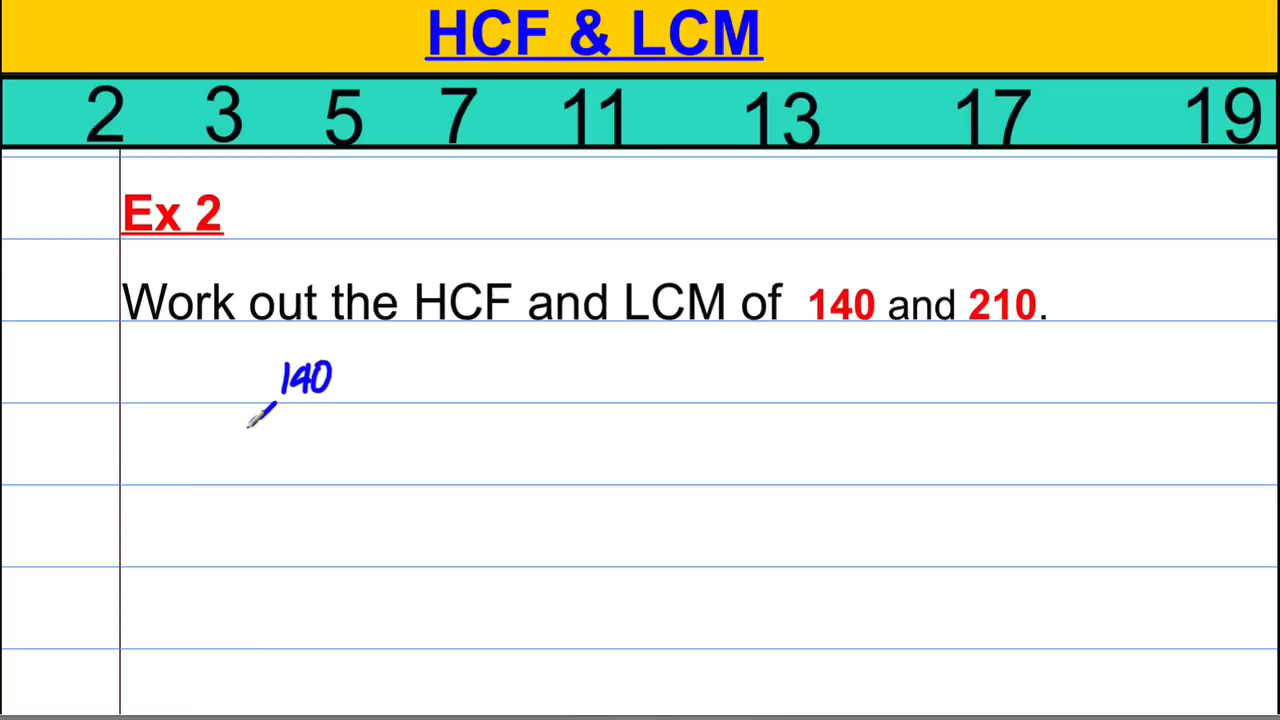 HCF & LCM
2 3 5 7 11 13 17 19
Ex 2
Work out the HCF and LCM of 140 and 210.
140